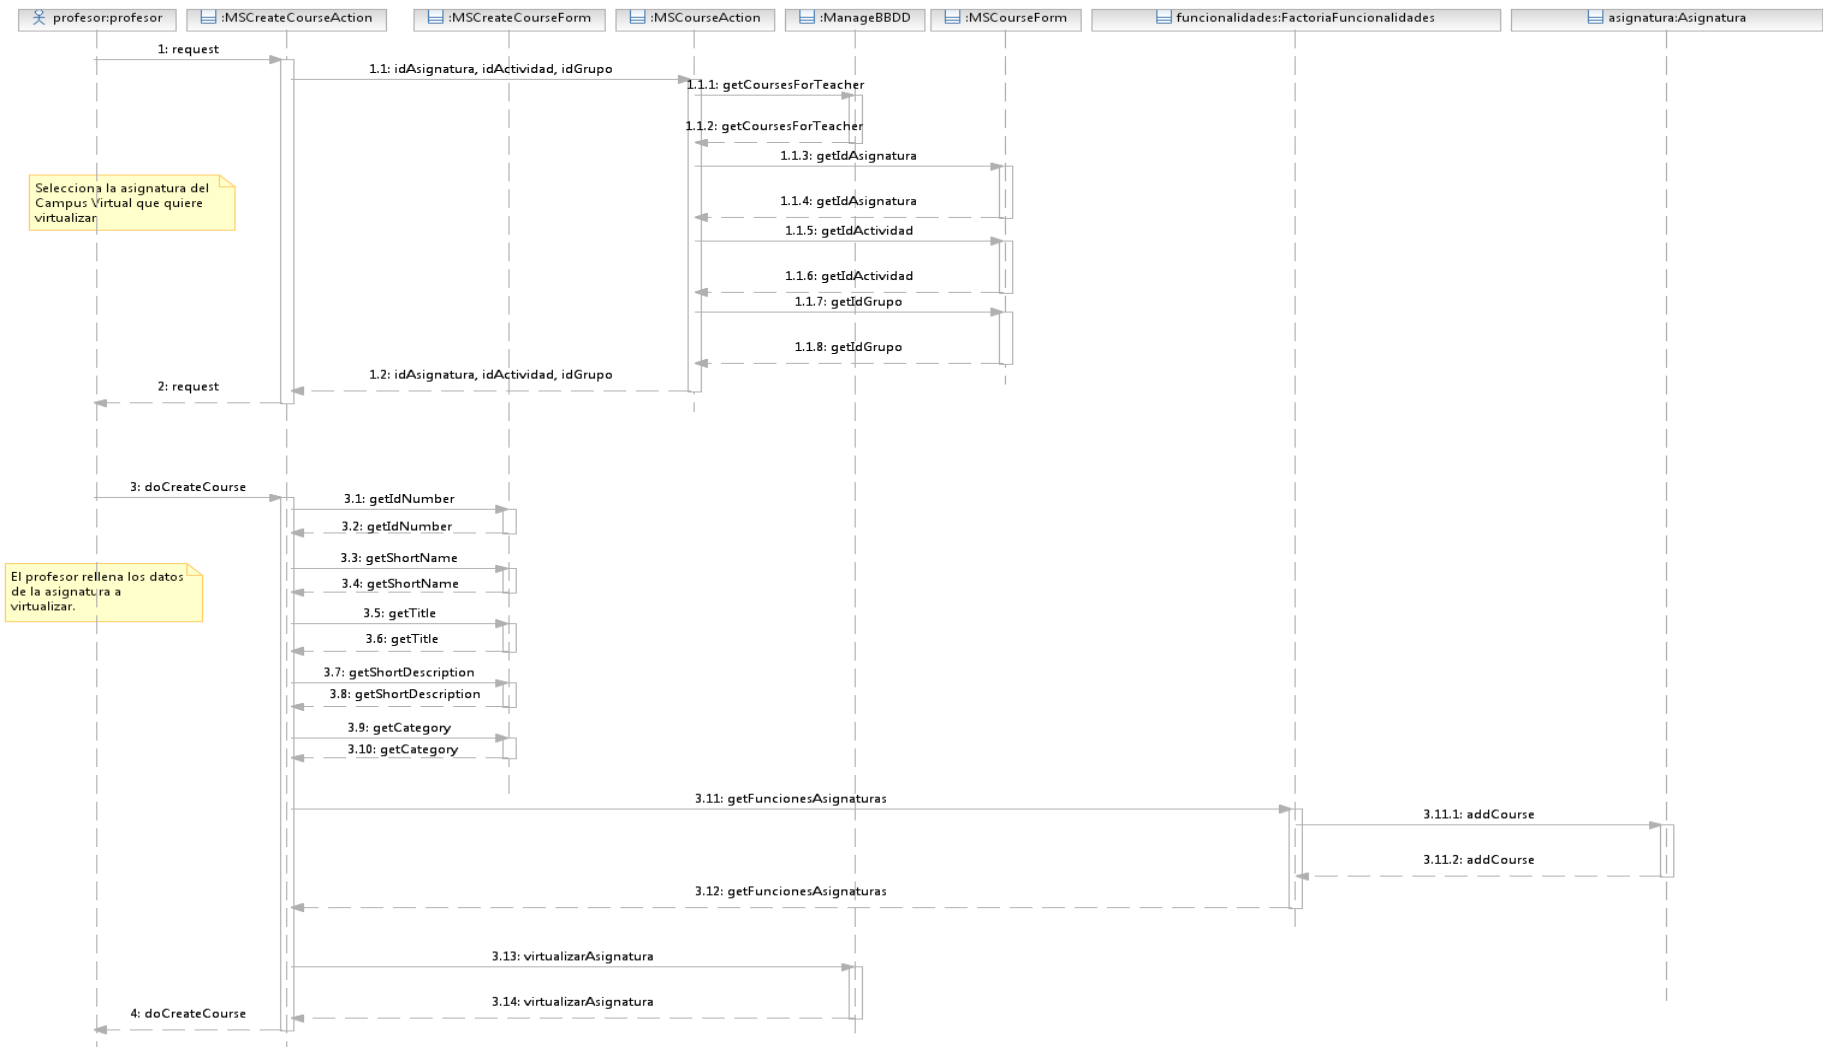 profesor:profesor
:MSCreateCourseAction
:MSCreateCourseForm
:MSCourseAction
:ManageBBDD
:MSCourseForm
funcionalidades:FactoriaFuncionalidades
asignatura:Asignatura
1: request
1.1: idAsignatura, idActividad, idGrupo
1.1.1: getCoursesForTeacher
1.1.2: getCoursesForTeacher
1.1.3: getIdAsignatura
Selecciona la asignatura del
Campus Virtual que quiere
virtualizar
1.1.4: getIdAsignatura
1.1.5: getIdActividad
1.1.6: getIdActividad
1.1.7: getIdGrupo
1.1.8: getIdGrupo
1.2: idAsignatura, idActividad, idGrupo
2: request
3: doCreateCourse
3.1: getIdNumber
3.2: getIdNumber
3.3: getShortName
El profesor rellena los datos
de la asignatura a
virtualizar.
3.4: getShortName
3.5: getTitle
3.6: getTitle
3.7: getShortDescription
3.8: getShortDescription
3.9: getCategory
3.10: getCategory
3.11: getFuncionesAsignaturas
3.11.1: addCourse
3.11.2: addCourse
3.12: getFuncionesAsignaturas
3.13: virtualizarAsignatura
3.14: virtualizarAsignatura
4: doCreateCourse